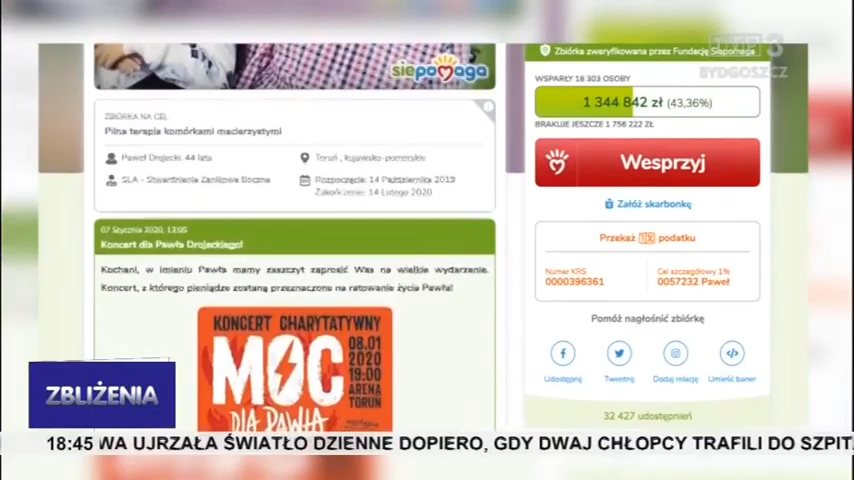 siepomaga
ZBIÓRKA NA CEL
Pilna terapia komórkami macierzystymi
Paweł Drojecki, 44 lata
Toruń , kujawsko-pomorskie
SLA - Stwardnienie Zanikowe Boczne
Rozpoczęcie: 14 Października 2019
Zakończenie: 14 Lutego 2020
07 Stycznia 2020, 13:05
Koncert dla Pawła Drojeckiego!
Kochani, w imieniu Pawła mamy zaszczyt zaprosić Was na wielkie wydarzenie.
Koncert, z którego pieniądze zostaną przeznaczone na ratowanie życia Pawła!
KONCERT CHARYTATYWNY
MOC
DLA PAWŁA
08.01
2020
19:00
ARENA
TORUŃ
TVP3
BYDGOSZCZ
Zbiórka zweryfikowana przez Fundację Siepomaga
WSPARŁY 18 303 OSOBY
1 344 842 zł (43,36%)
BRAKUJE JESZCZE 1 756 222 ZŁ
Wesprzyj
Załóż skarbonkę
Przekaż 1% podatku
Numer KRS
0000396361
Cel szczegółowy 1%
0057232 Paweł
Pomóż nagłośnić zbiórkę
Udostępnij
Tweetnij
Dodaj relację
Umieść baner
32 427 udostępnień
ZBLIŻENIA
18:45 WA UJRZAŁA ŚWIATŁO DZIENNE DOPIERO, GDY DWAJ CHŁOPCY TRAFILI DO SZPITA